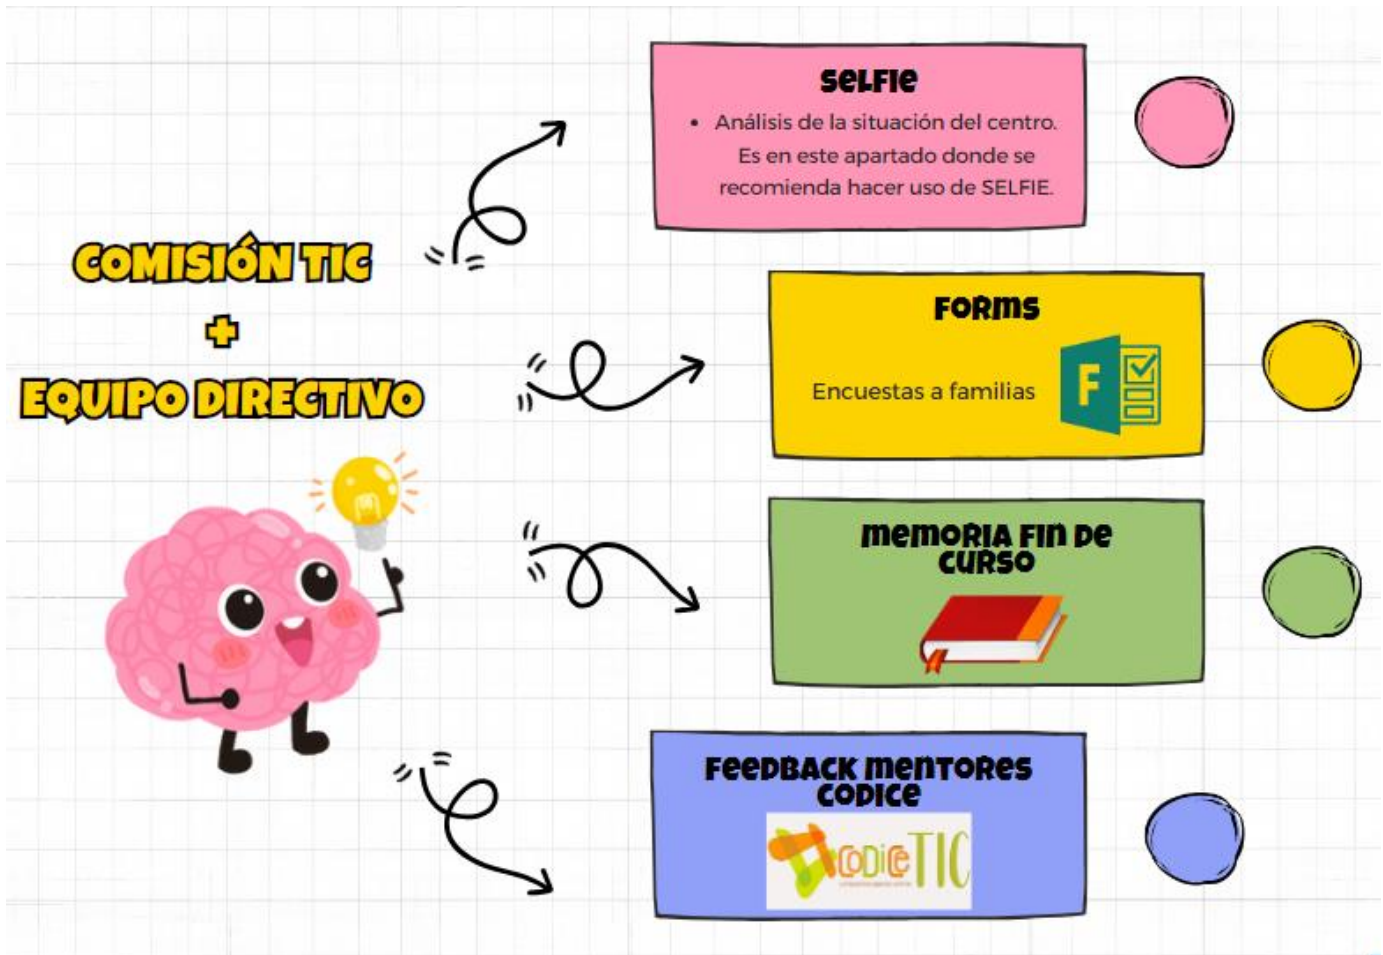 COMISIÓN TIC
+
EQUIPO DIRECTIVO
SELFIE
• Análisis de la situación del centro.
Es en este apartado donde se
recomienda hacer uso de SELFIE.
FORMS
Encuestas a familias
F
MEMORIA FIN DE
CURSO
FEEDBACK MENTORES
CODICE
CODICE TIC